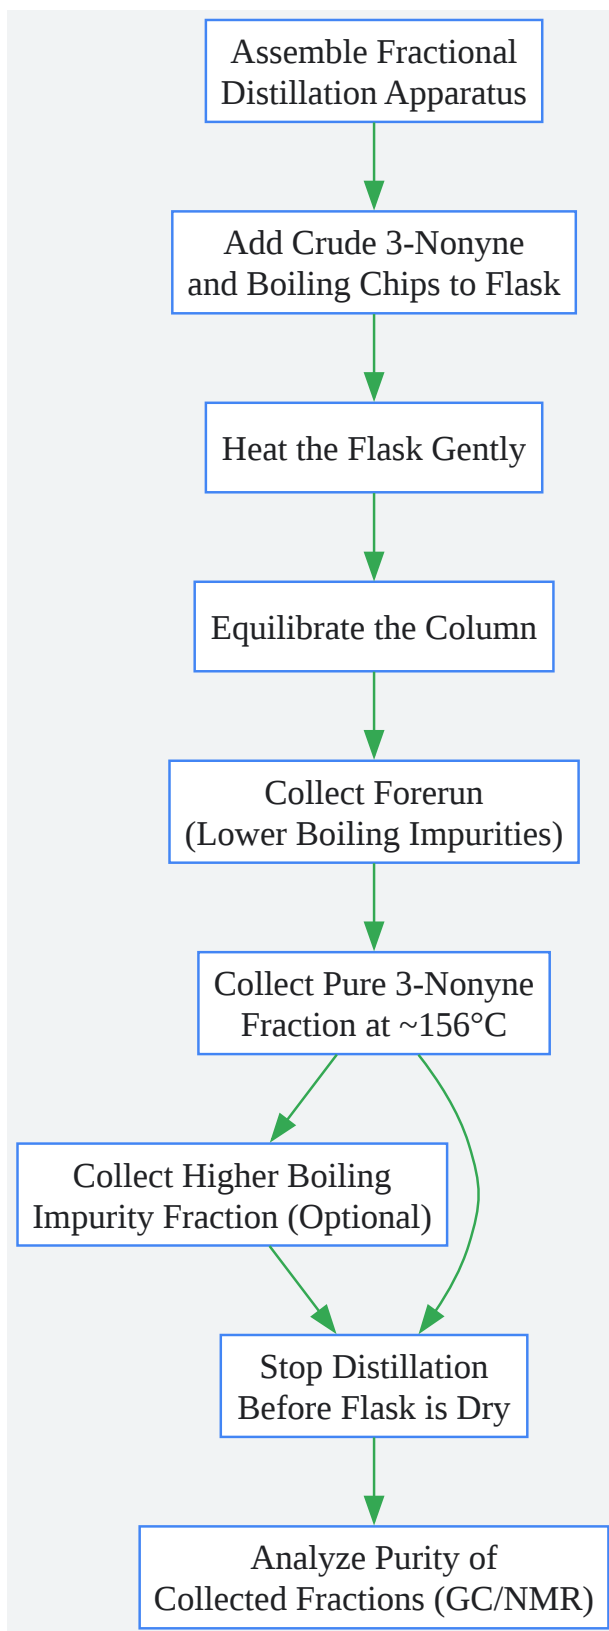 Assemble Fractional
Distillation Apparatus
Add Crude 3-Nonyne
and Boiling Chips to Flask
Heat the Flask Gently
Equilibrate the Column
Collect Forerun
(Lower Boiling Impurities)
Collect Pure 3-Nonyne
Fraction at ~156°C
Collect Higher Boiling
Impurity Fraction (Optional)
Stop Distillation
Before Flask is Dry
Analyze Purity of
Collected Fractions (GC/NMR)